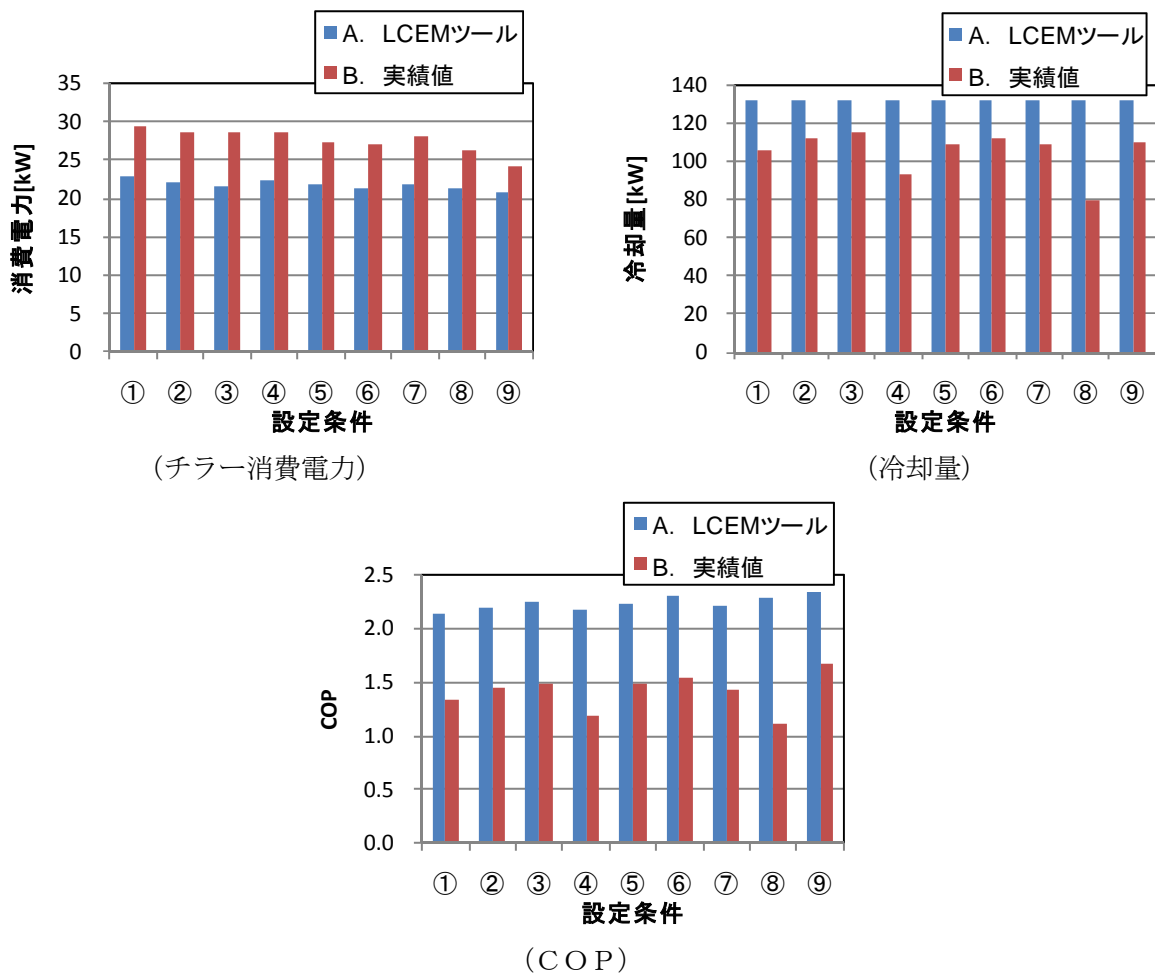 A. LCEMツール
B. 実績値
消費電力[kW]
35
30
25
20
15
10
5
0
① ② ③ ④ ⑤ ⑥ ⑦ ⑧ ⑨
設定条件
(チラー消費電力)
A. LCEMツール
B. 実績値
冷却量[kW]
140
120
100
80
60
40
20
0
① ② ③ ④ ⑤ ⑥ ⑦ ⑧ ⑨
設定条件
(冷却量)
A. LCEMツール
B. 実績値
COP
2.5
2.0
1.5
1.0
0.5
0.0
① ② ③ ④ ⑤ ⑥ ⑦ ⑧ ⑨
設定条件
(ＣＯＰ)